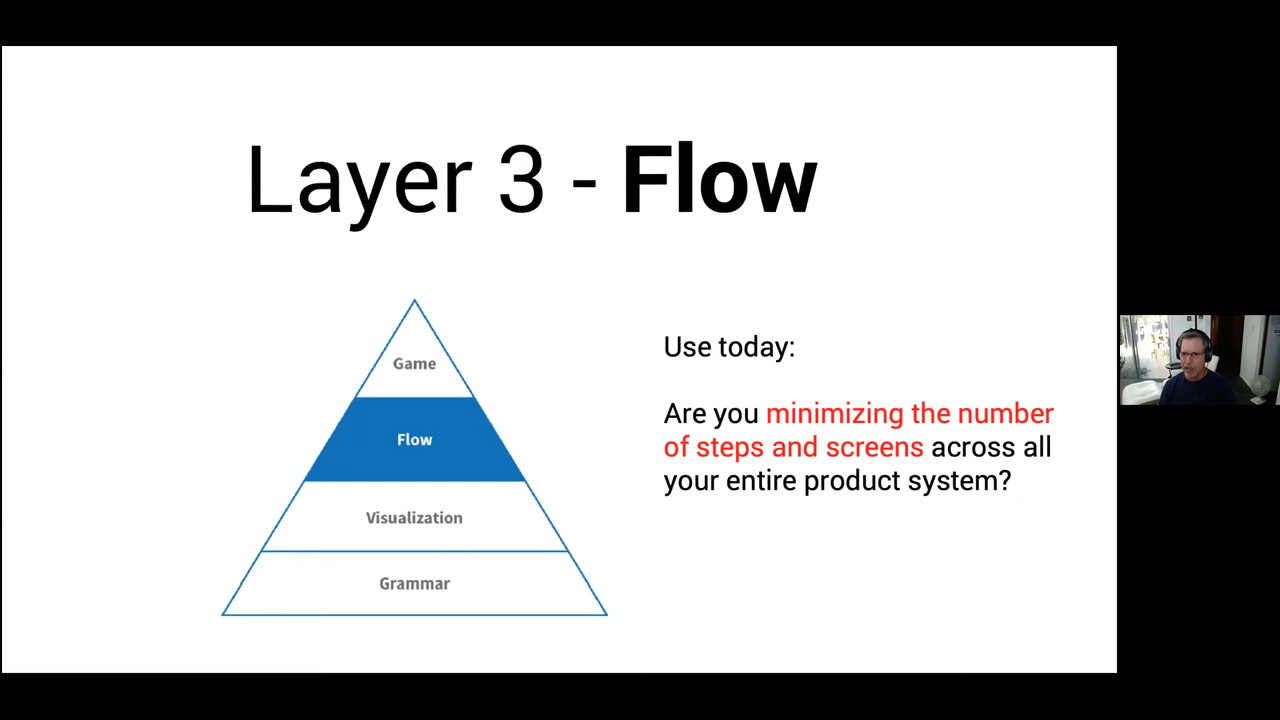 Layer 3 - Flow
Game
Flow
Visualization
Grammar
Use today:
Are you minimizing the number
of steps and screens across all
your entire product system?